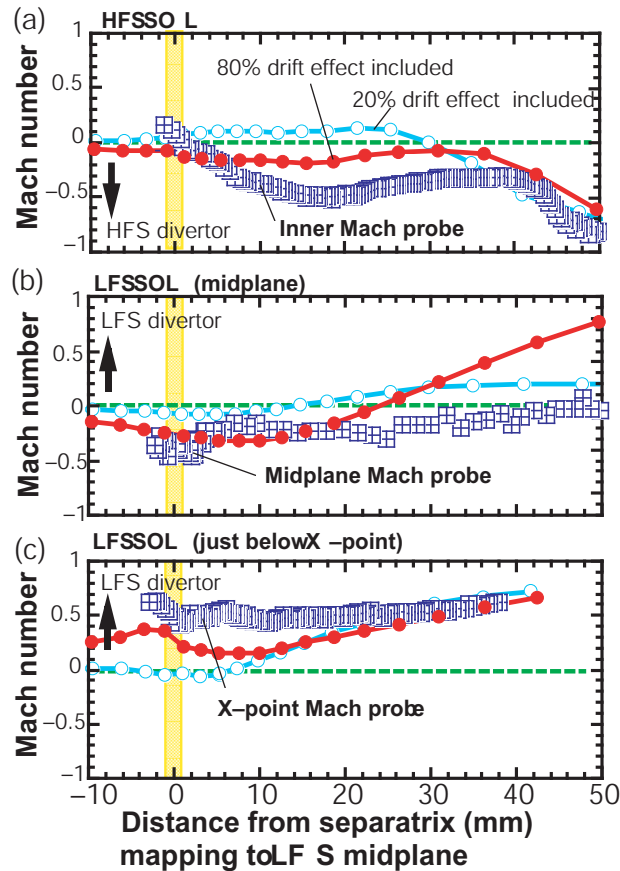 (a) HFSSO L
1
0.5
0
–0.5
–1
Mach number
80% drift effect included
20% drift effect included
HFS divertor
Inner Mach probe
(b) LFSSOL (midplane)
1
0.5
0
–0.5
–1
Mach number
LFS divertor
Midplane Mach probe
(c) LFSSOL (just belowX –point)
1
0.5
0
–0.5
–1
Mach number
LFS divertor
X–point Mach probe
–10 0 10 20 30 40 50
Distance from separatrix (mm)
mapping toLF S midplane